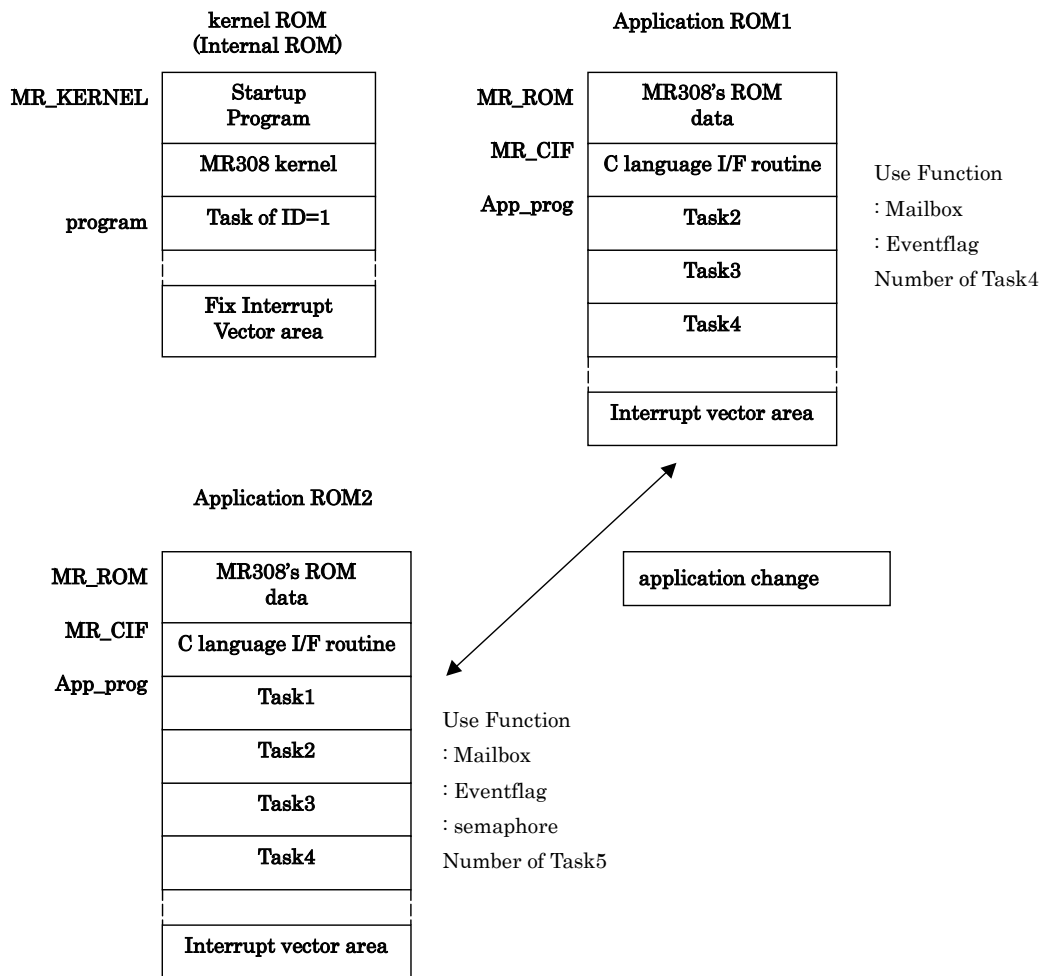 kernel ROM
(Internal ROM)
MR_KERNEL
Startup
Program
MR308 kernel
program
Task of ID=1
Fix Interrupt
Vector area
Application ROM1
MR_ROM
MR308's ROM
data
MR_CIF
C language I/F routine
App_prog
Task2
Task3
Task4
Interrupt vector area
Use Function
: Mailbox
: Eventflag
Number of Task4
Application ROM2
MR_ROM
MR308's ROM
data
MR_CIF
C language I/F routine
App_prog
Task1
Task2
Task3
Task4
Interrupt vector area
application change
Use Function
: Mailbox
: Eventflag
: semaphore
Number of Task5